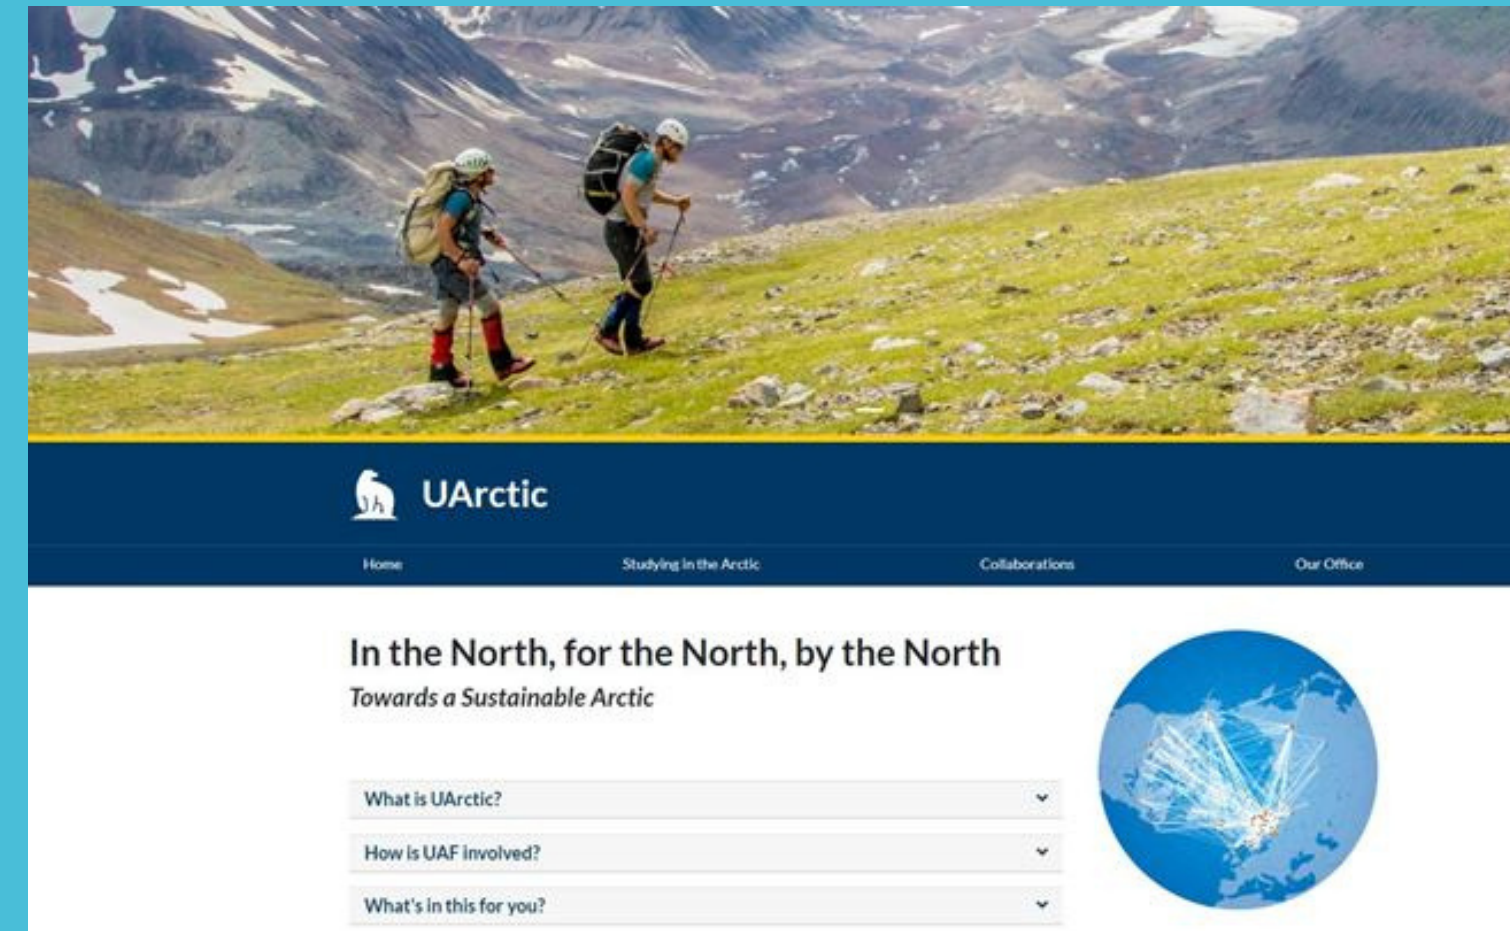 UArctic
Home Studying in the Arctic Collaborations Our Office
In the North, for the North, by the North
Towards a Sustainable Arctic
What is UArctic?
How is UAF involved?
What's in this for you?